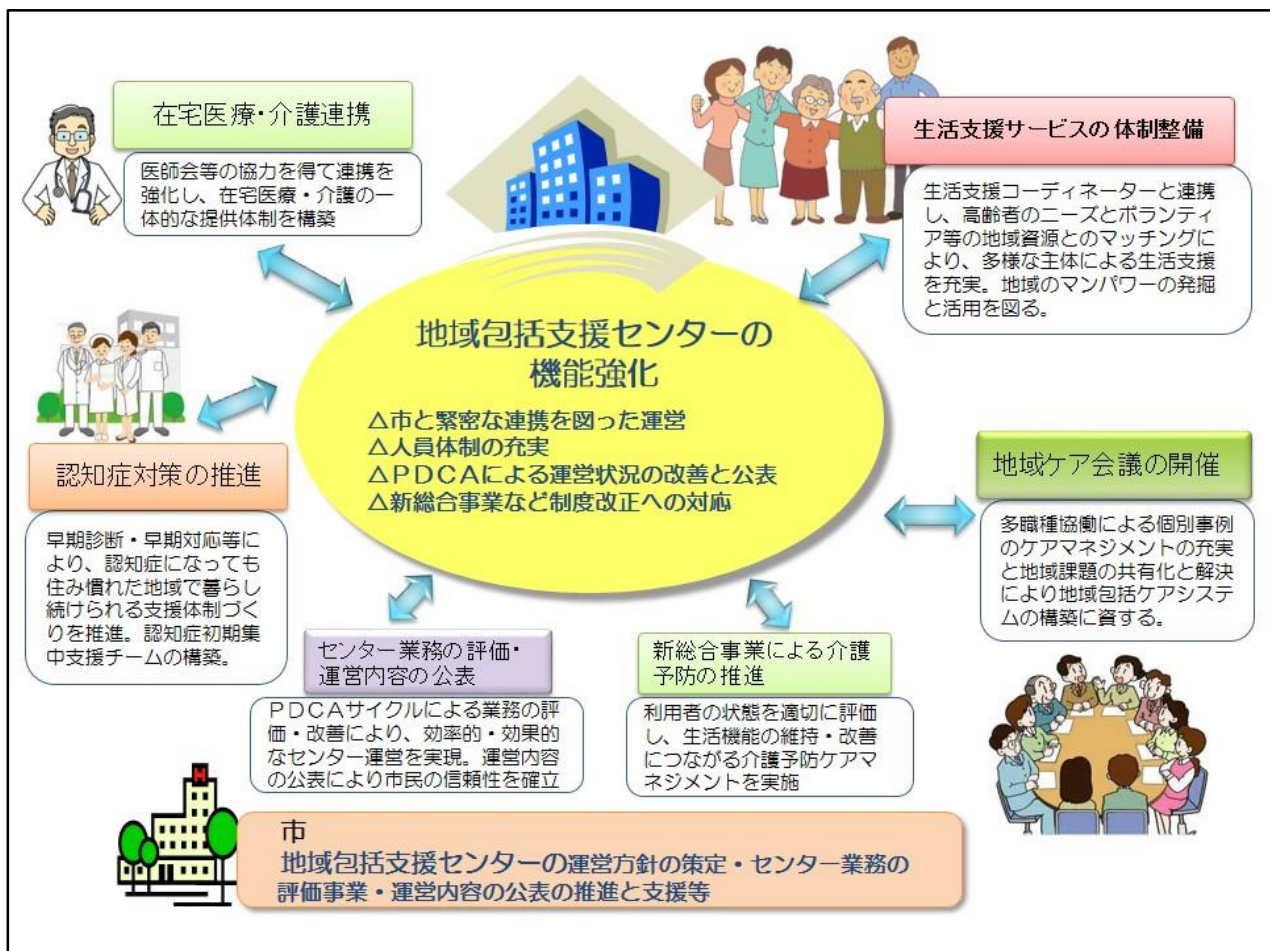 在宅医療・介護連携
医師会等の協力を得て連携を
強化し、在宅医療・介護の一
体的な提供体制を構築
生活支援サービスの体制整備
生活支援コーディネーターと連携
し、高齢者のニーズとボランティ
ア等の地域資源とのマッチングに
より、多様な主体による生活支援
を充実。地域のマンパワーの発掘
と活用を図る。
地域包括支援センターの
機能強化
△市と緊密な連携を図った運営
△人員体制の充実
△PDCAによる運営状況の改善と公表
△新総合事業など制度改正への対応
認知症対策の推進
早期診断・早期対応等に
より、認知症になっても
住み慣れた地域で暮らし
続けられる支援体制づく
りを推進。認知症初期集
中支援チームの構築。
地域ケア会議の開催
多職種協働による個別事例
のケアマネジメントの充実
と地域課題の共有化と解決
により地域包括ケアシステ
ムの構築に資する。
センター業務の評価・
運営内容の公表
PDCAサイクルによる業務の評
価・改善により、効率的・効果的
なセンター運営を実現。運営内容
の公表により市民の信頼性を確立
新総合事業による介護
予防の推進
利用者の状態を適切に評価
し、生活機能の維持・改善
につながる介護予防ケアマ
ネジメントを実施
H
市
地域包括支援センターの運営方針の策定・センター業務の
評価事業・運営内容の公表の推進と支援等